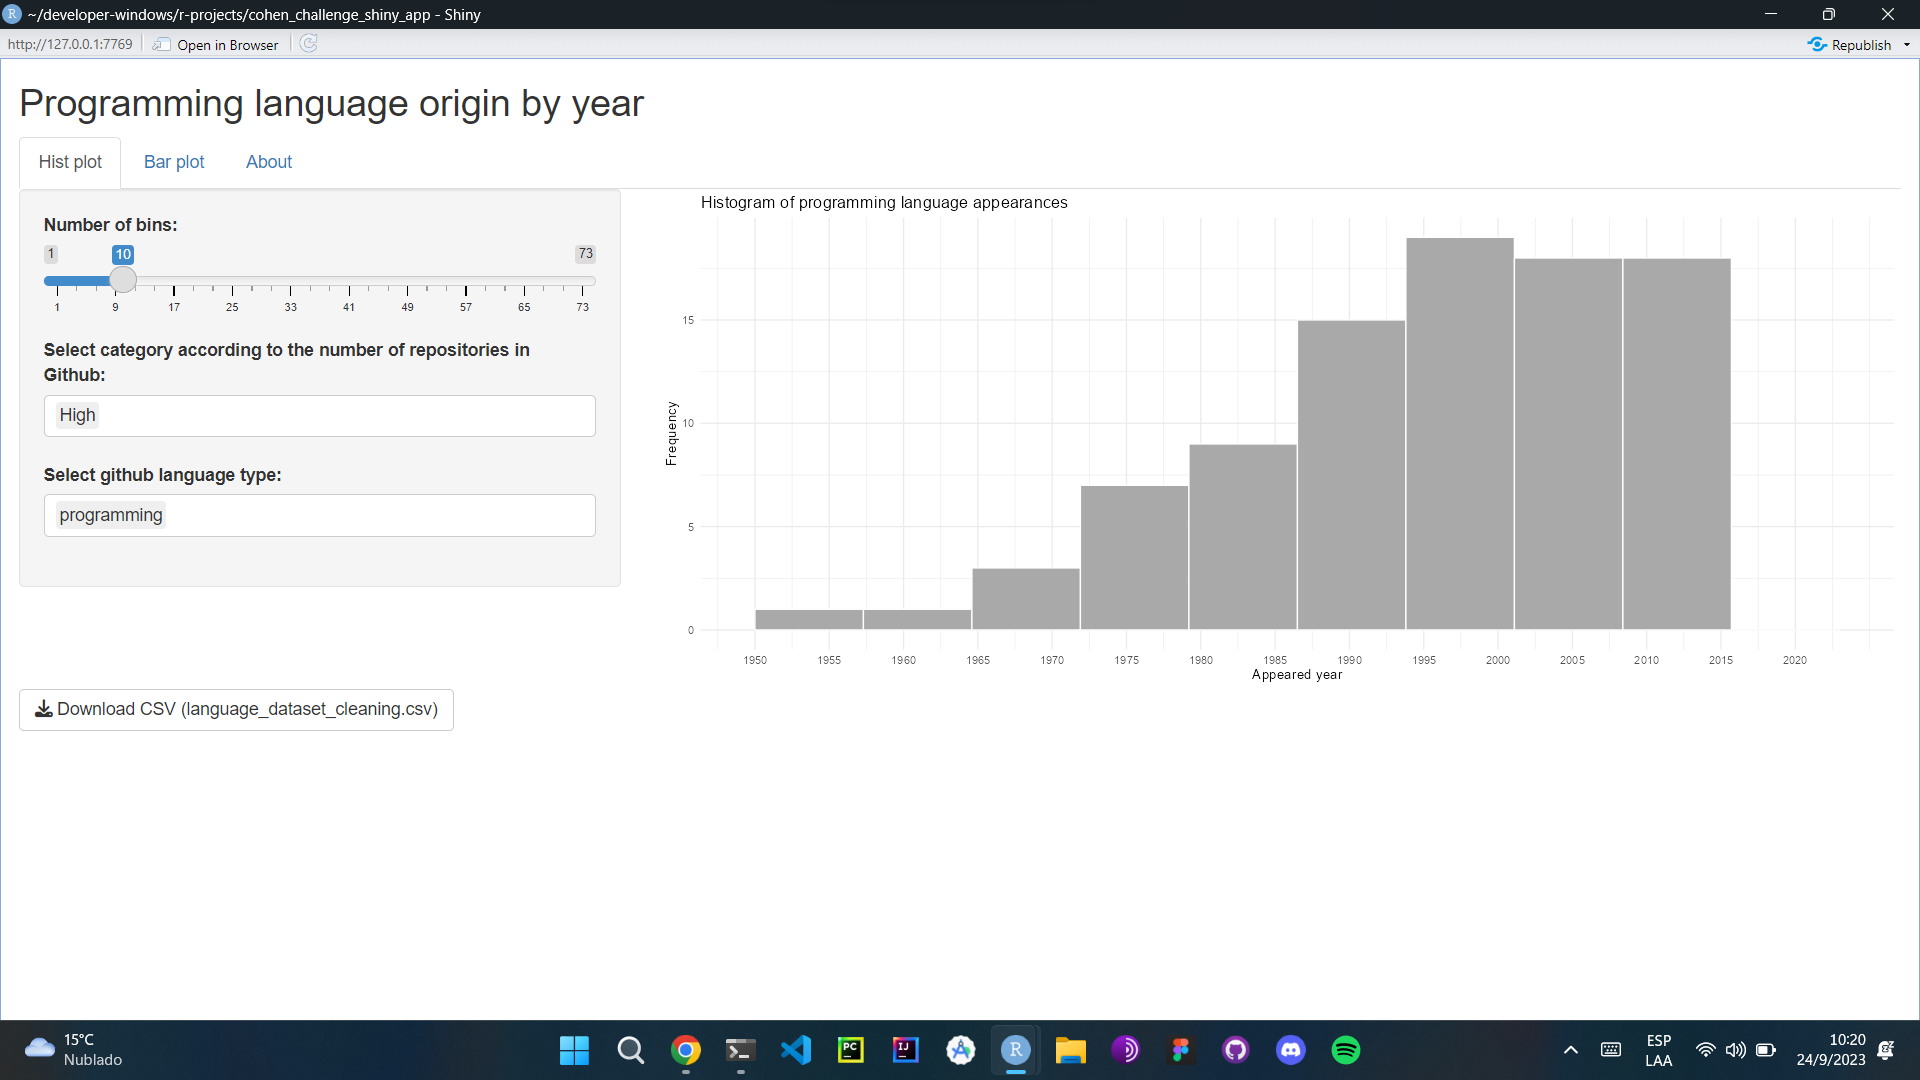 R ~/developer-windows/r-projects/cohen_challenge_shiny_app - Shiny
http://127.0.0.1:7769 Open in Browser Republish
Programming language origin by year
Hist plot Bar plot About
Number of bins:
1 10 73
1 9 17 25 33 41 49 57 65 73
Select category according to the number of repositories in
Github:
High
Select github language type:
programming
Download CSV (language_dataset_cleaning.csv)
Histogram of programming language appearances
Frequency
15
10
5
0
1950 1955 1960 1965 1970 1975 1980 1985 1990 1995 2000 2005 2010 2015 2020
Appeared year
15°C
Nublado
PC
IJ
R
ESP
LAA
10:20
24/9/2023